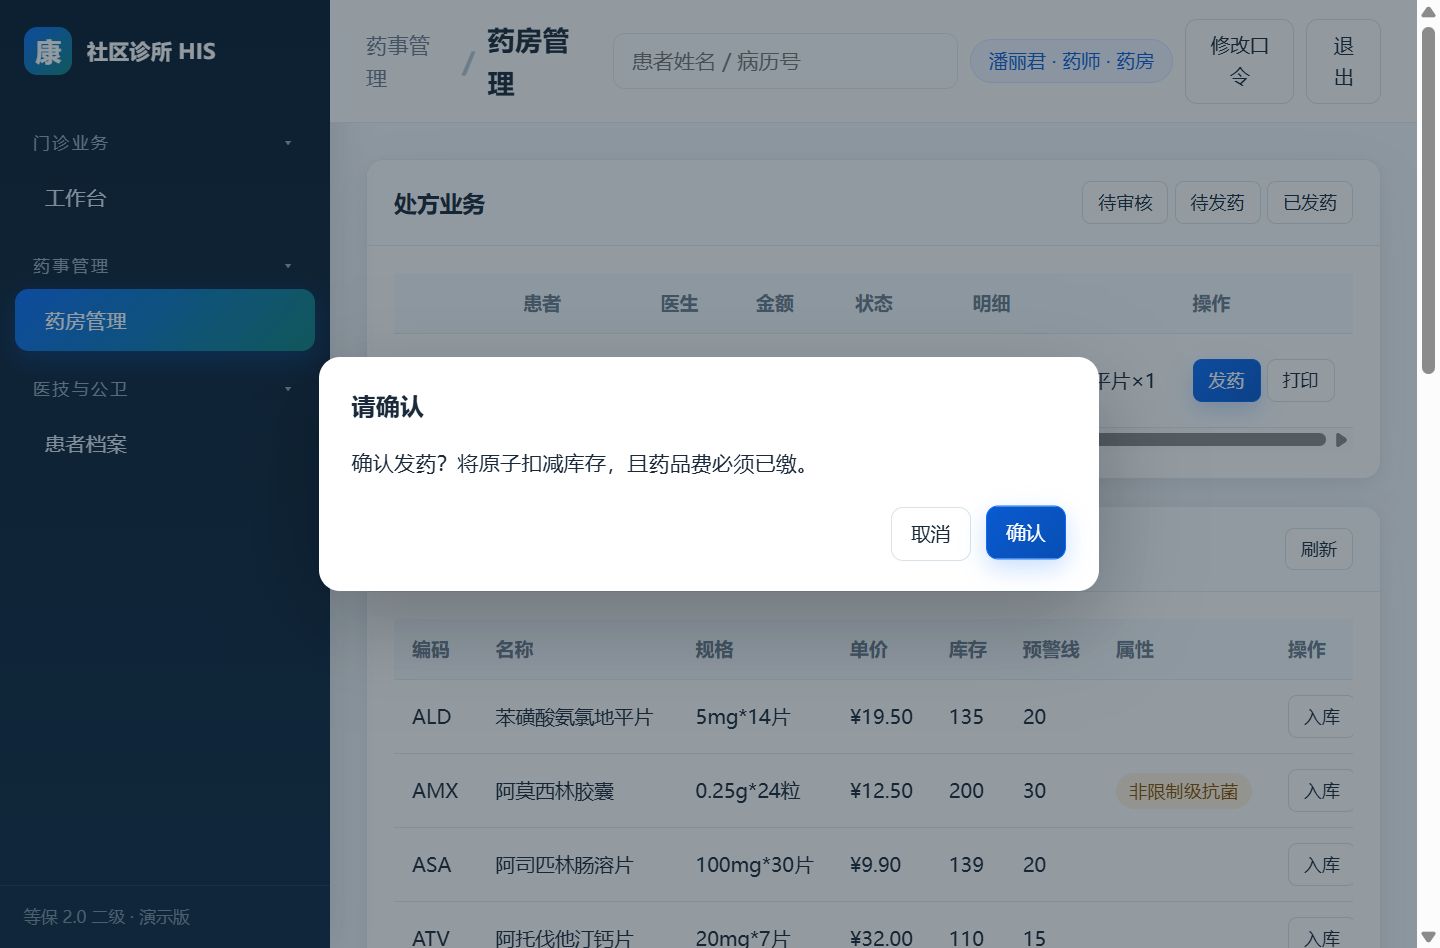 康 社区诊所 HIS
门诊业务
工作台
药事管理
药房管理
医技与公卫
患者档案
等保 2.0 二级 · 演示版
药事管
理
/
药房管
理
患者姓名 / 病历号
潘丽君 · 药师 · 药房
修改口
令
退
出
处方业务
待审核 待发药 已发药
患者 医生 金额 状态 明细 操作
平片×1 发药 打印
请确认
确认发药？将原子扣减库存，且药品费必须已缴。
取消 确认
刷新
编码 名称 规格 单价 库存 预警线 属性 操作
ALD 苯磺酸氨氯地平片 5mg*14片 ¥19.50 135 20 入库
AMX 阿莫西林胶囊 0.25g*24粒 ¥12.50 200 30 非限制级抗菌 入库
ASA 阿司匹林肠溶片 100mg*30片 ¥9.90 139 20 入库
ATV 阿托伐他汀钙片 20mg*7片 ¥32.00 110 15 入库